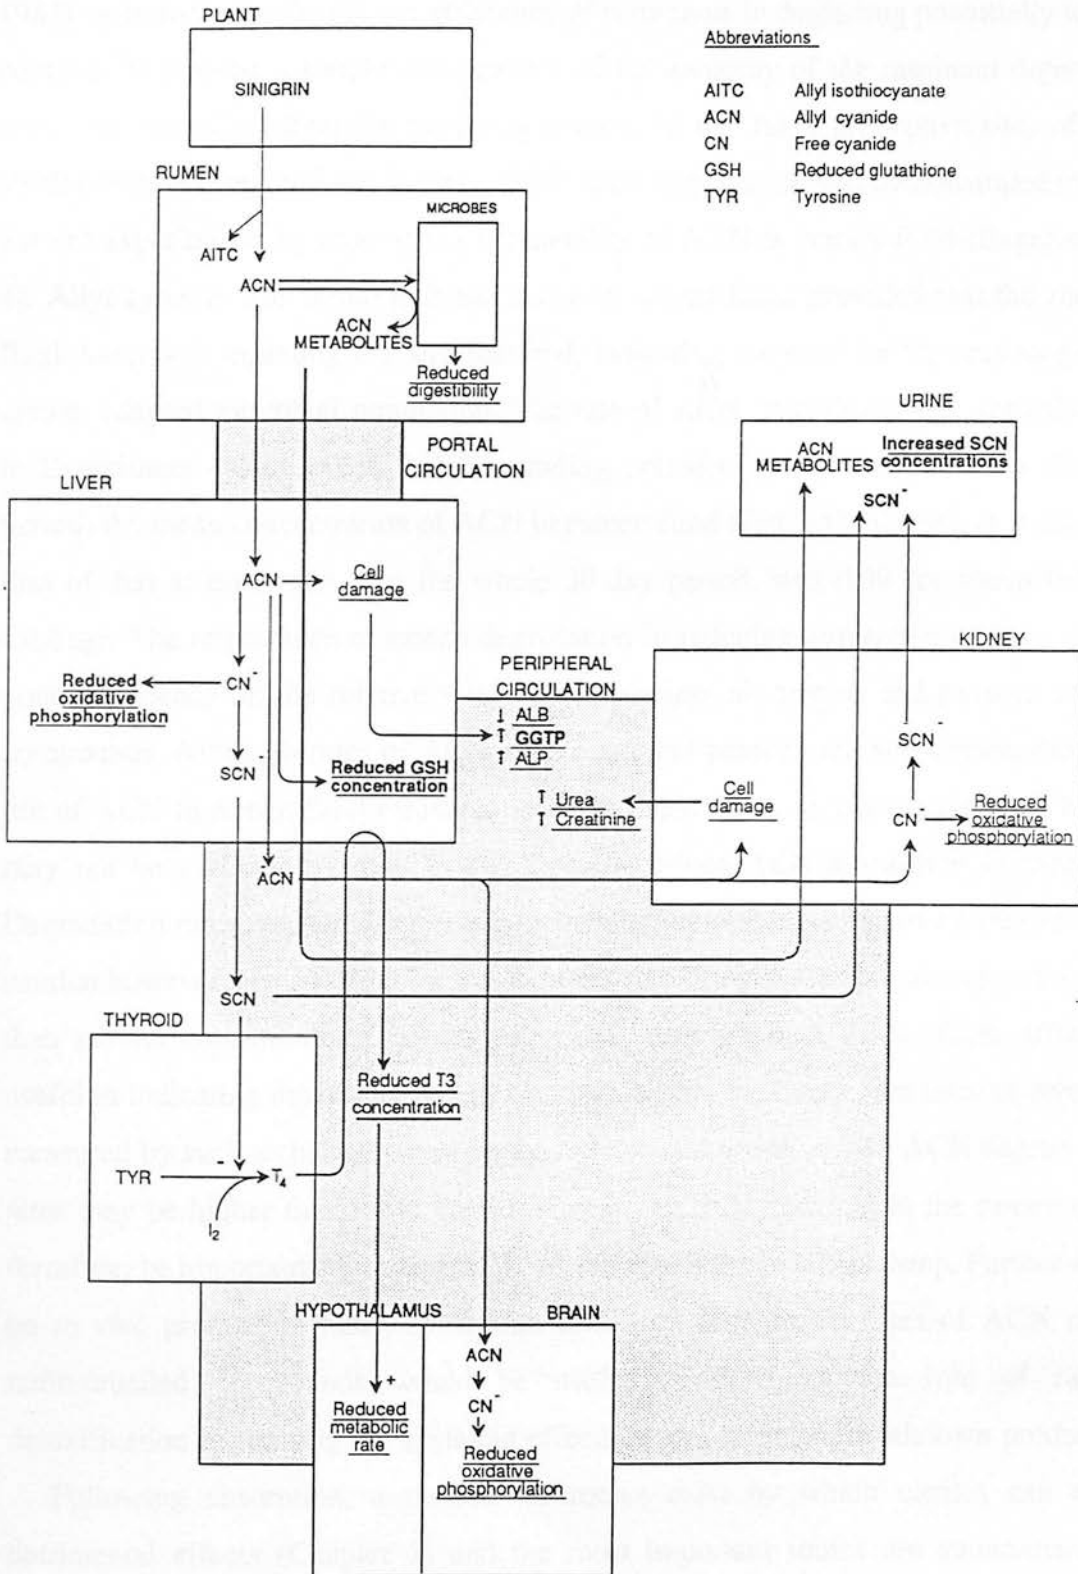 PLANT
SINIGRIN
Abbreviations
AITC Allyl isothiocyanate
ACN Allyl cyanide
CN Free cyanide
GSH Reduced glutathione
TYR Tyrosine
RUMEN
MICROBES
AITC
ACN
ACN
METABOLITES
Reduced
digestibility
PORTAL
CIRCULATION
URINE
ACN
METABOLITES
Increased SCN
concentrations
SCN⁻
LIVER
ACN
Cell
damage
CN⁻
Reduced
oxidative
phosphorylation
SCN⁻
Reduced GSH
concentration
PERIPHERAL
CIRCULATION
↓ ALB
↑ GGTP
↑ ALP
↑ Urea
↑ Creatinine
KIDNEY
SCN⁻
Cell
damage
CN⁻
Reduced
oxidative
phosphorylation
ACN
SCN⁻
THYROID
Reduced T3
concentration
TYR
-
T₄
I₂
HYPOTHALAMUS
+
Reduced
metabolic
rate
BRAIN
ACN
CN⁻
Reduced
oxidative
phosphorylation